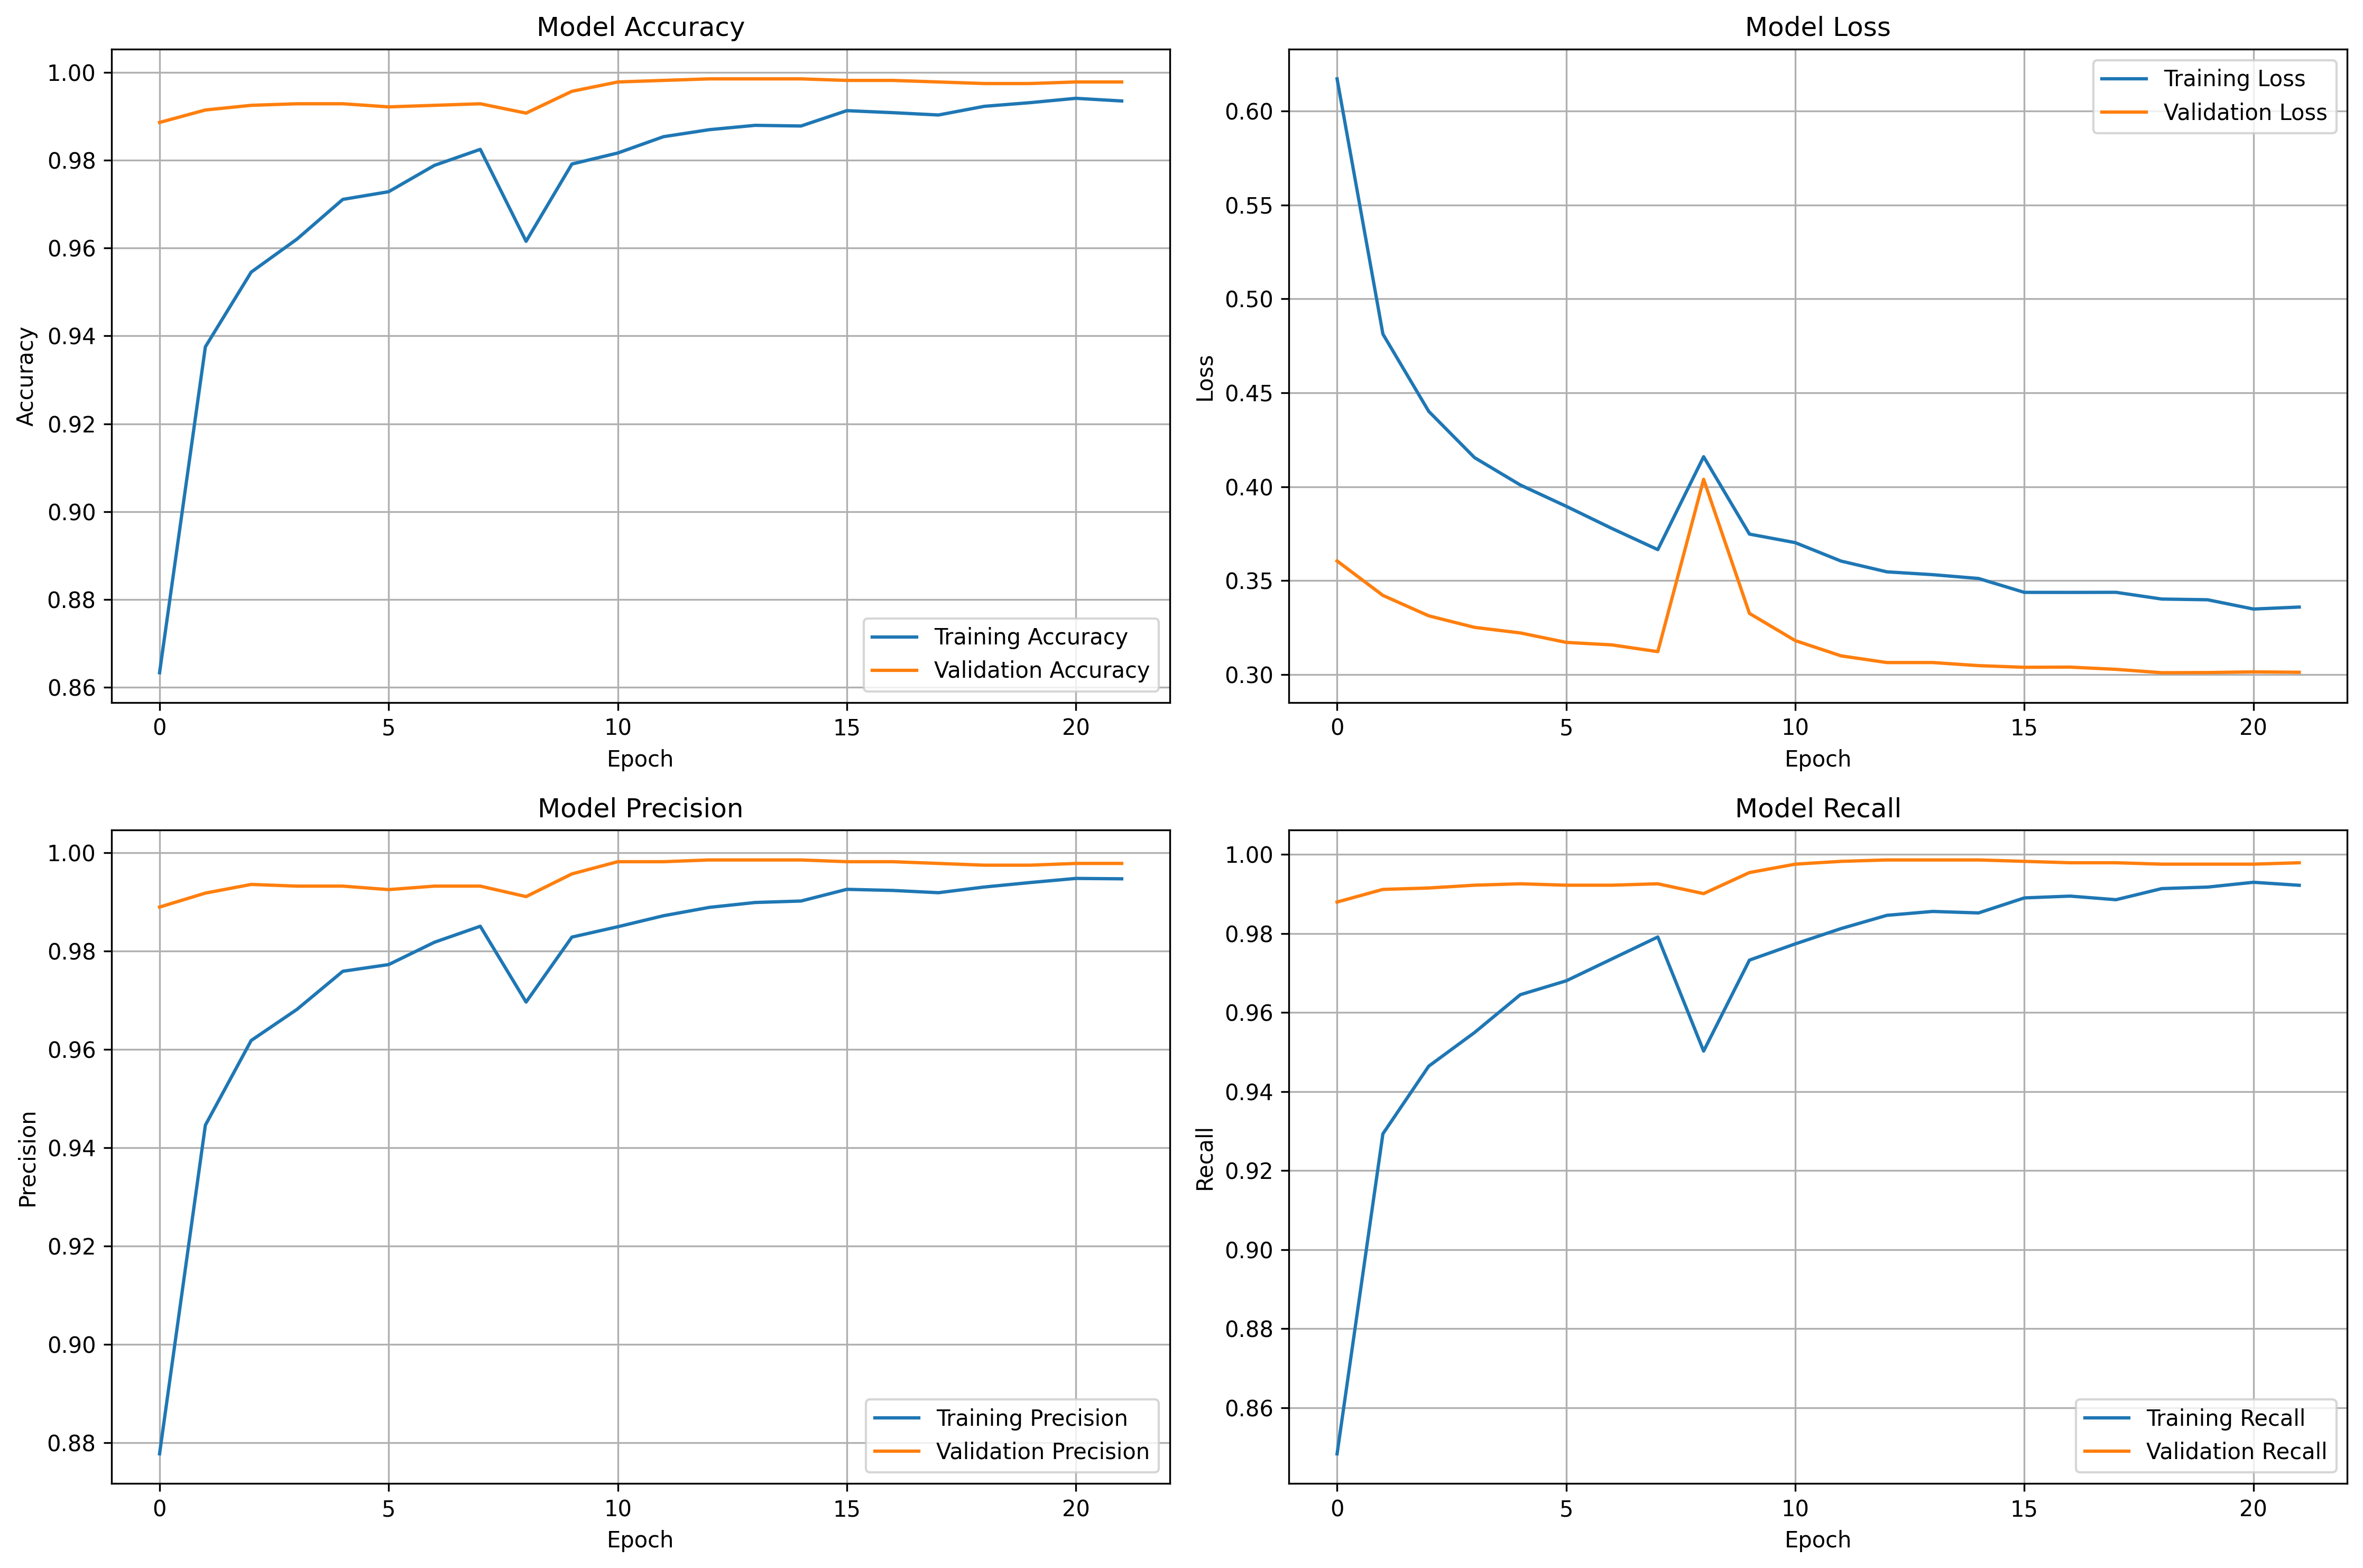 Model Accuracy
1.00
0.98
0.96
0.94
0.92
0.90
0.88
0.86
Accuracy
Training Accuracy
Validation Accuracy
0 5 10 15 20
Epoch
Model Loss
0.60
0.55
0.50
0.45
0.40
0.35
0.30
Loss
Training Loss
Validation Loss
0 5 10 15 20
Epoch
Model Precision
1.00
0.98
0.96
0.94
0.92
0.90
0.88
Precision
Training Precision
Validation Precision
0 5 10 15 20
Epoch
Model Recall
1.00
0.98
0.96
0.94
0.92
0.90
0.88
0.86
Recall
Training Recall
Validation Recall
0 5 10 15 20
Epoch